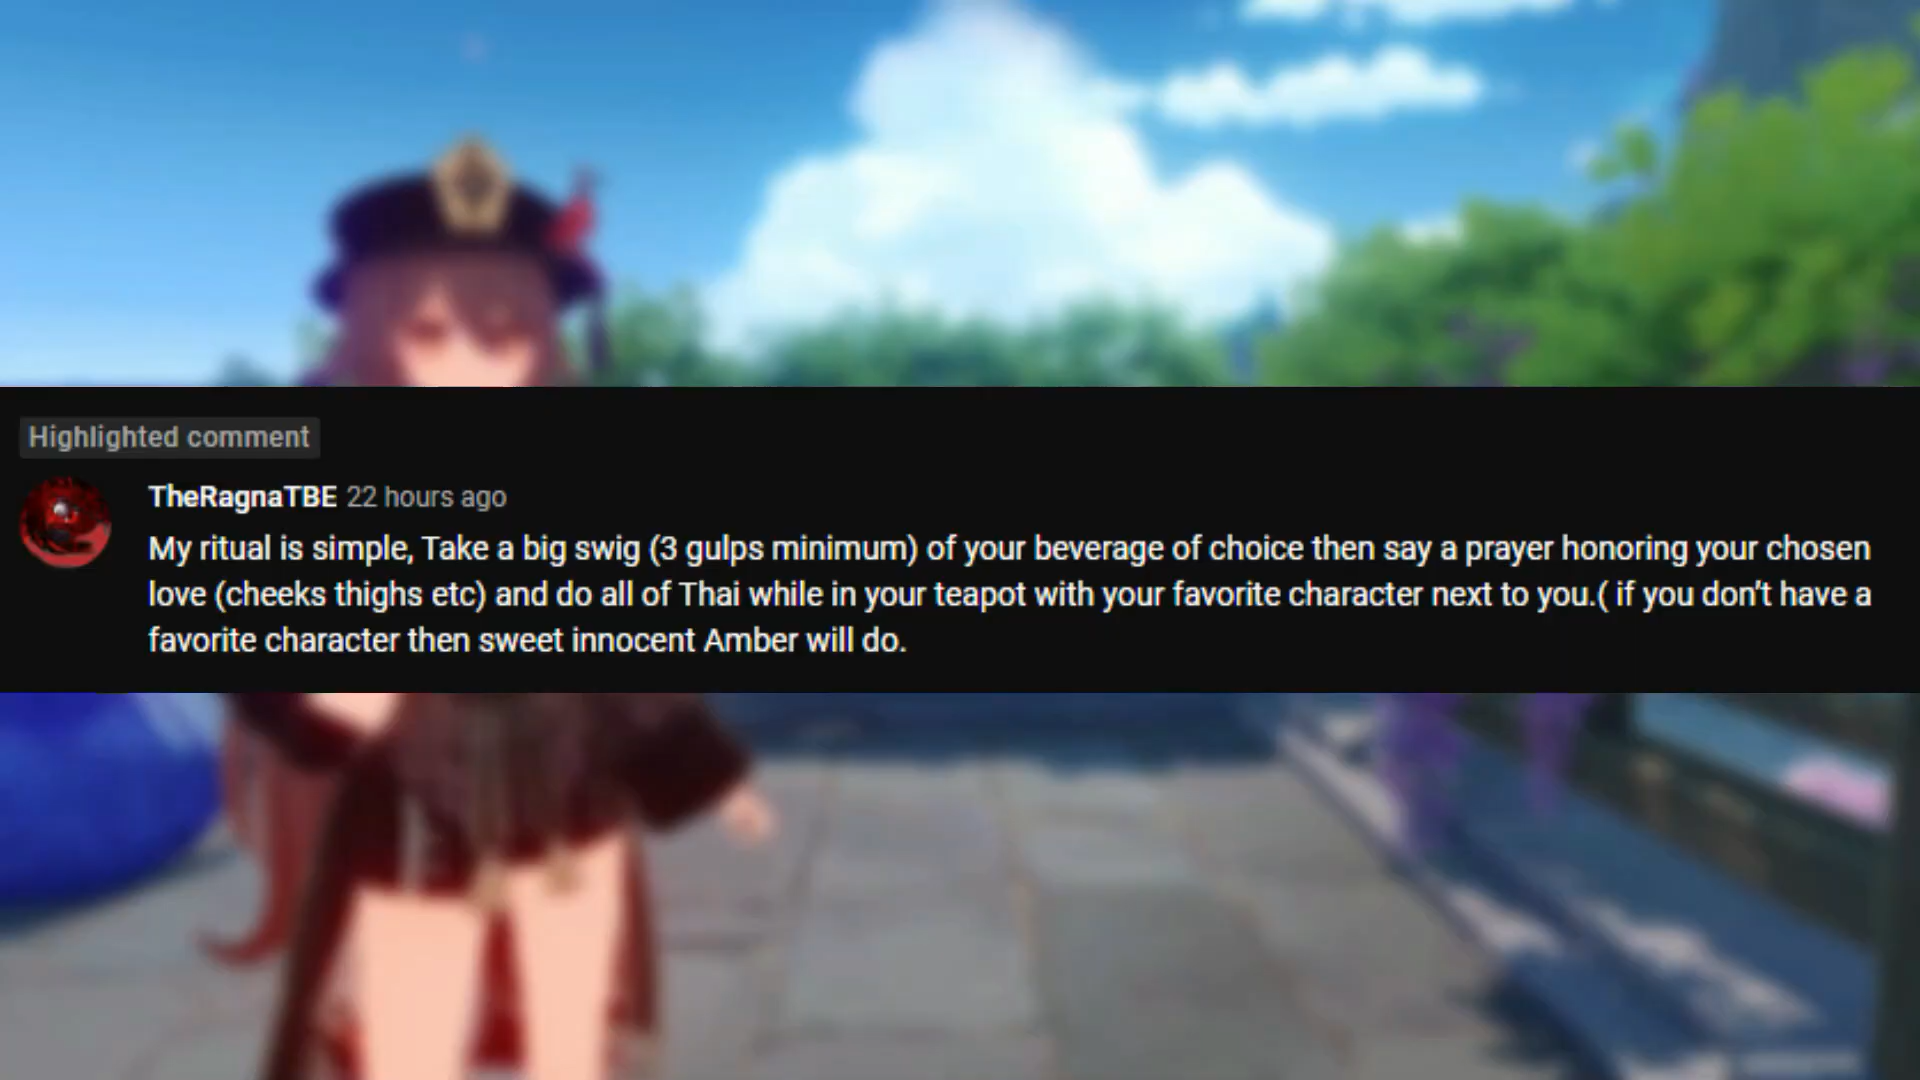 Highlighted comment
TheRagnaTBE 22 hours ago
My ritual is simple, Take a big swig (3 gulps minimum) of your beverage of choice then say a prayer honoring your chosen
love (cheeks thighs etc) and do all of Thai while in your teapot with your favorite character next to you.( if you don't have a
favorite character then sweet innocent Amber will do.